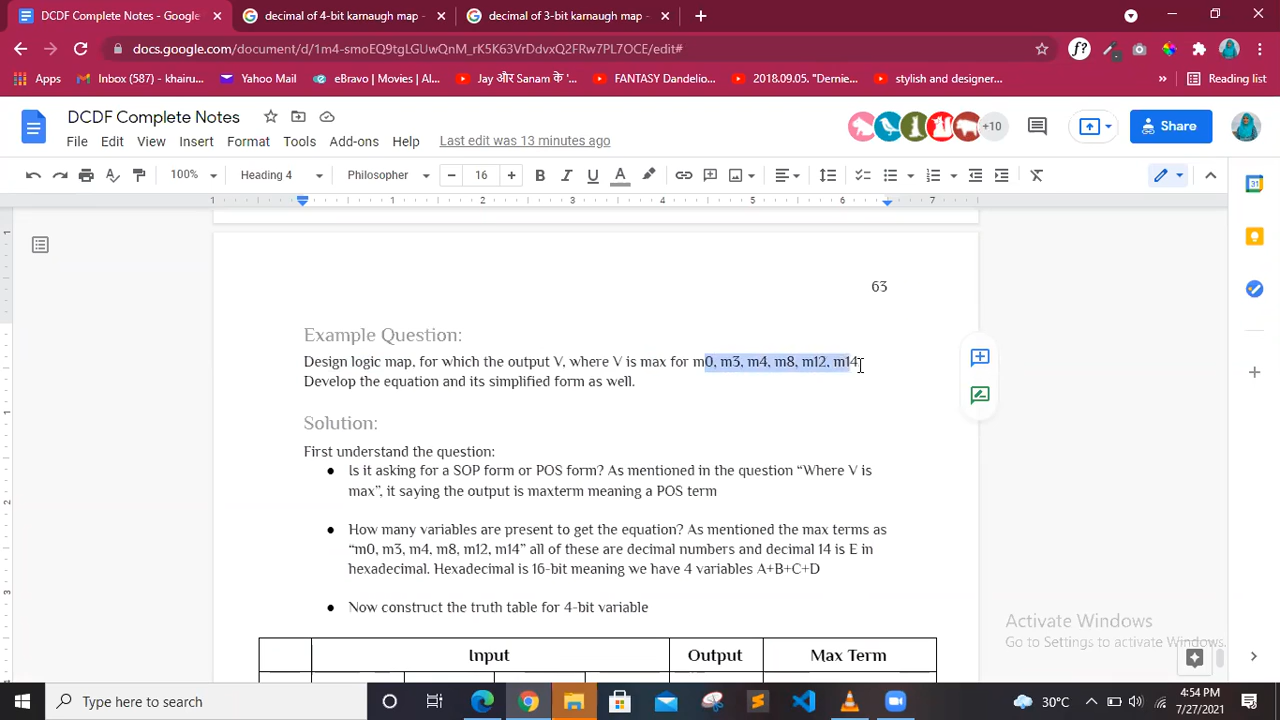 DCDF Complete Notes - Google
decimal of 4-bit karnaugh map -
decimal of 3-bit karnaugh map -
docs.google.com/document/d/1m4-smoEQ9tgLGUwQnM_rK5K63VrDdvxQ2FRw7PL7OCE/edit#
Apps
Inbox (587) - khairu...
Yahoo Mail
eBravo | Movies | Al...
Jay और Sanam के '...
FANTASY Dandelio...
2018.09.05. "Dernie...
stylish and designer...
»
Reading list
DCDF Complete Notes
File Edit View Insert Format Tools Add-ons Help Last edit was 13 minutes ago
+10
Share
100% Heading 4 Philosopher 16 B I U A
1 1 2 3 4 5 6 7
63
Example Question:
Design logic map, for which the output V, where V is max for m0, m3, m4, m8, m12, m14
Develop the equation and its simplified form as well.
Solution:
First understand the question:
● Is it asking for a SOP form or POS form? As mentioned in the question “Where V is
max”, it saying the output is maxterm meaning a POS term
● How many variables are present to get the equation? As mentioned the max terms as
“m0, m3, m4, m8, m12, m14” all of these are decimal numbers and decimal 14 is E in
hexadecimal. Hexadecimal is 16-bit meaning we have 4 variables A+B+C+D
● Now construct the truth table for 4-bit variable
Input Output Max Term
Activate Windows
Go to Settings to activate Windows.
Type here to search
30°C
4:54 PM
7/27/2021